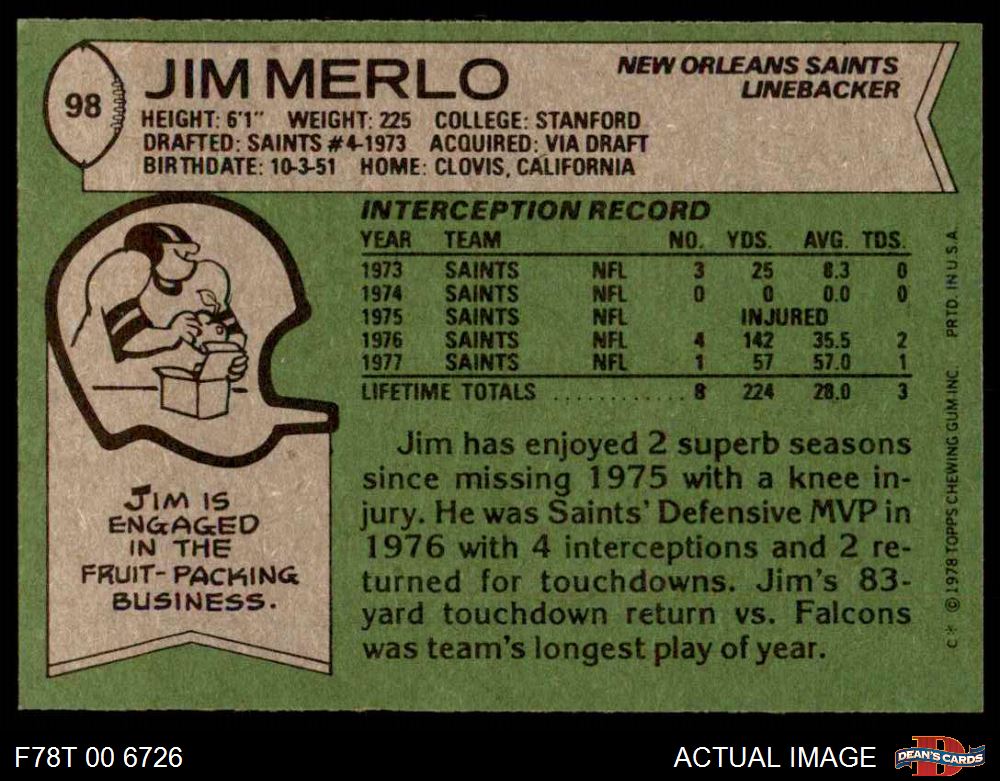 98
JIM MERLO
NEW ORLEANS SAINTS
LINEBACKER
HEIGHT: 6'1" WEIGHT: 225 COLLEGE: STANFORD
DRAFTED: SAINTS #4-1973 ACQUIRED: VIA DRAFT
BIRTHDATE: 10-3-51 HOME: CLOVIS, CALIFORNIA
INTERCEPTION RECORD
YEAR TEAM NO. YDS. AVG. TDS.
1973 SAINTS NFL 3 25 8.3 0
1974 SAINTS NFL 0 0 0.0 0
1975 SAINTS NFL INJURED
1976 SAINTS NFL 4 142 35.5 2
1977 SAINTS NFL 1 57 57.0 1
LIFETIME TOTALS ............ 8 224 28.0 3
Jim has enjoyed 2 superb seasons
since missing 1975 with a knee in-
jury. He was Saints' Defensive MVP in
1976 with 4 interceptions and 2 re-
turned for touchdowns. Jim's 83-
yard touchdown return vs. Falcons
was team's longest play of year.
JIM IS
ENGAGED
IN THE
FRUIT-PACKING
BUSINESS.
C* © 1978 TOPPS CHEWING GUM INC. PRTD. IN U.S.A.
F78T 00 6726
ACTUAL IMAGE
D
DEAN'S CARDS